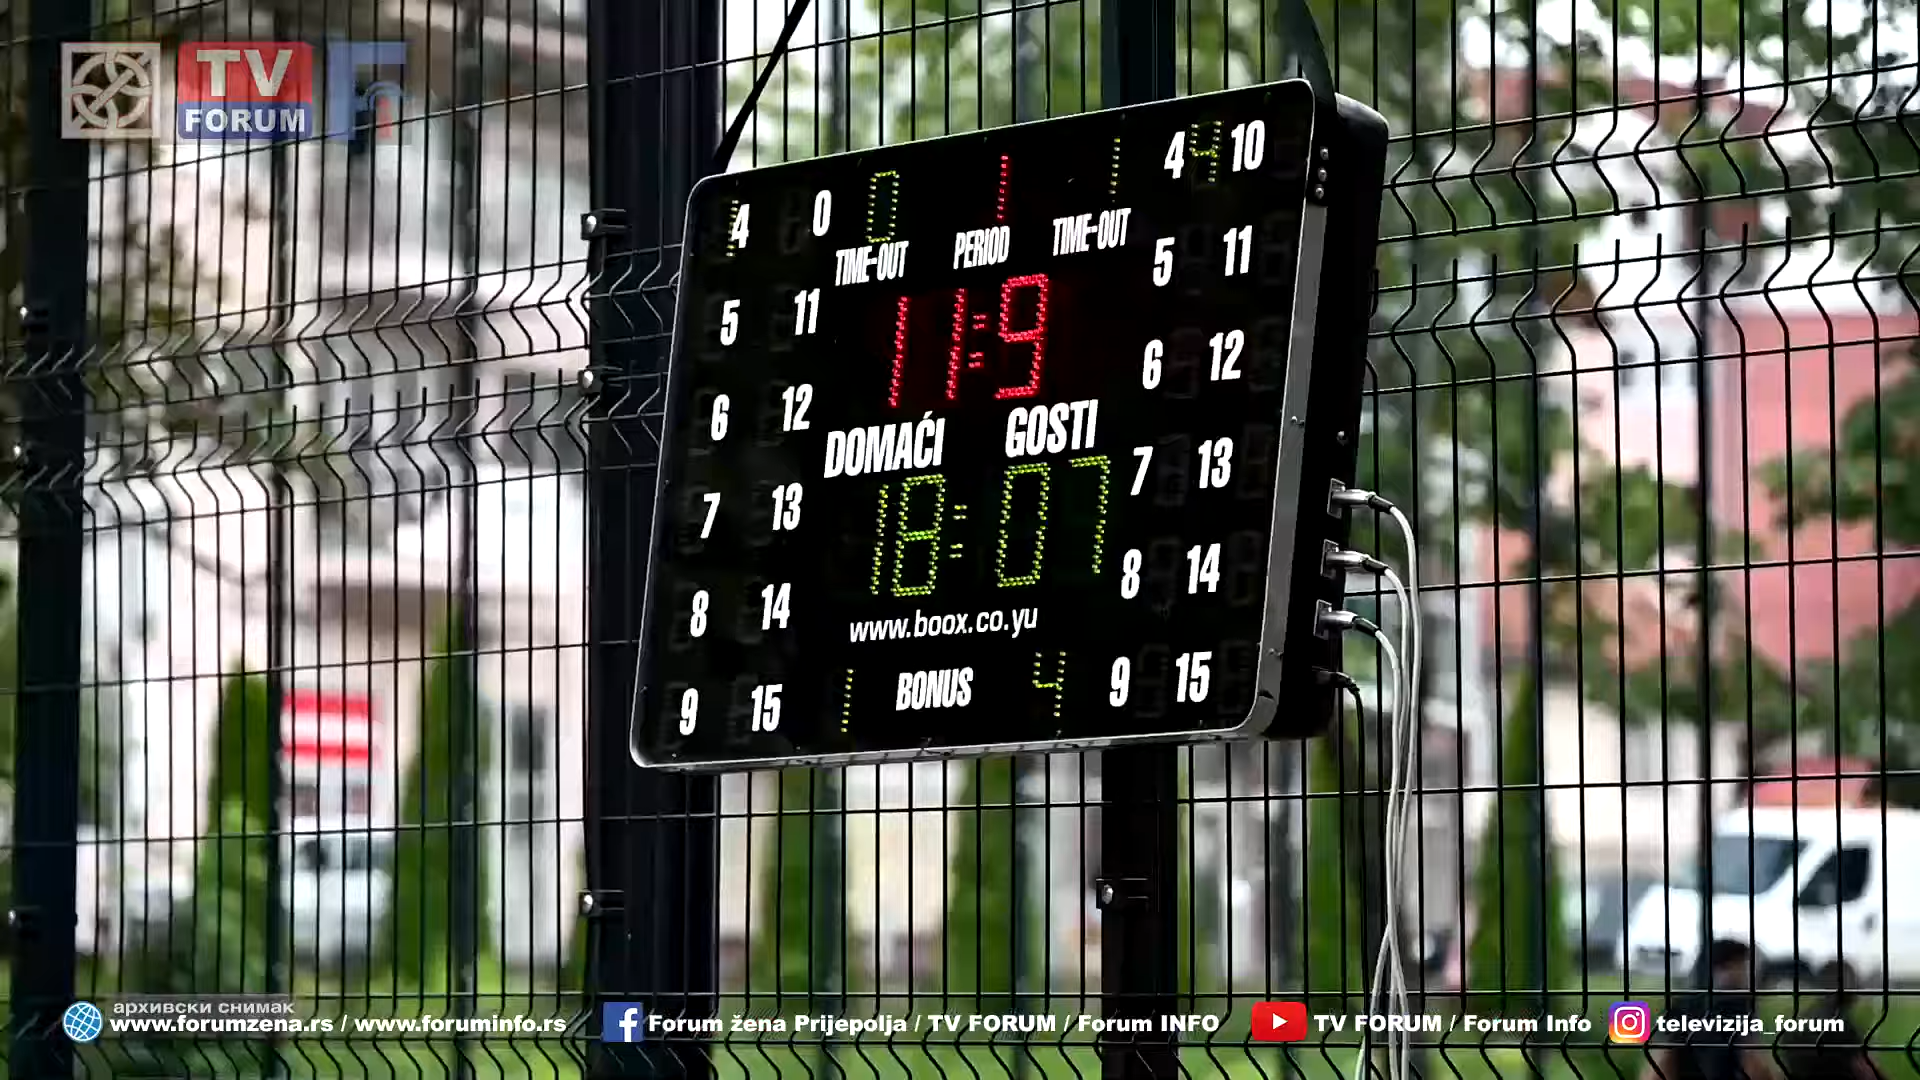 TV
FORUM
4 0 0 1 1 4 4 10
TIME-OUT PERIOD TIME-OUT
5 11 11:9 5 11
6 12 6 12
DOMAĆI GOSTI
7 13 18:07 7 13
8 14 8 14
www.boox.co.yu
9 15 1 BONUS 4 9 15
архивски снимак
www.forumzena.rs / www.foruminfo.rs
Forum žena Prijepolja / TV FORUM / Forum INFO
TV FORUM / Forum Info
televizija_forum